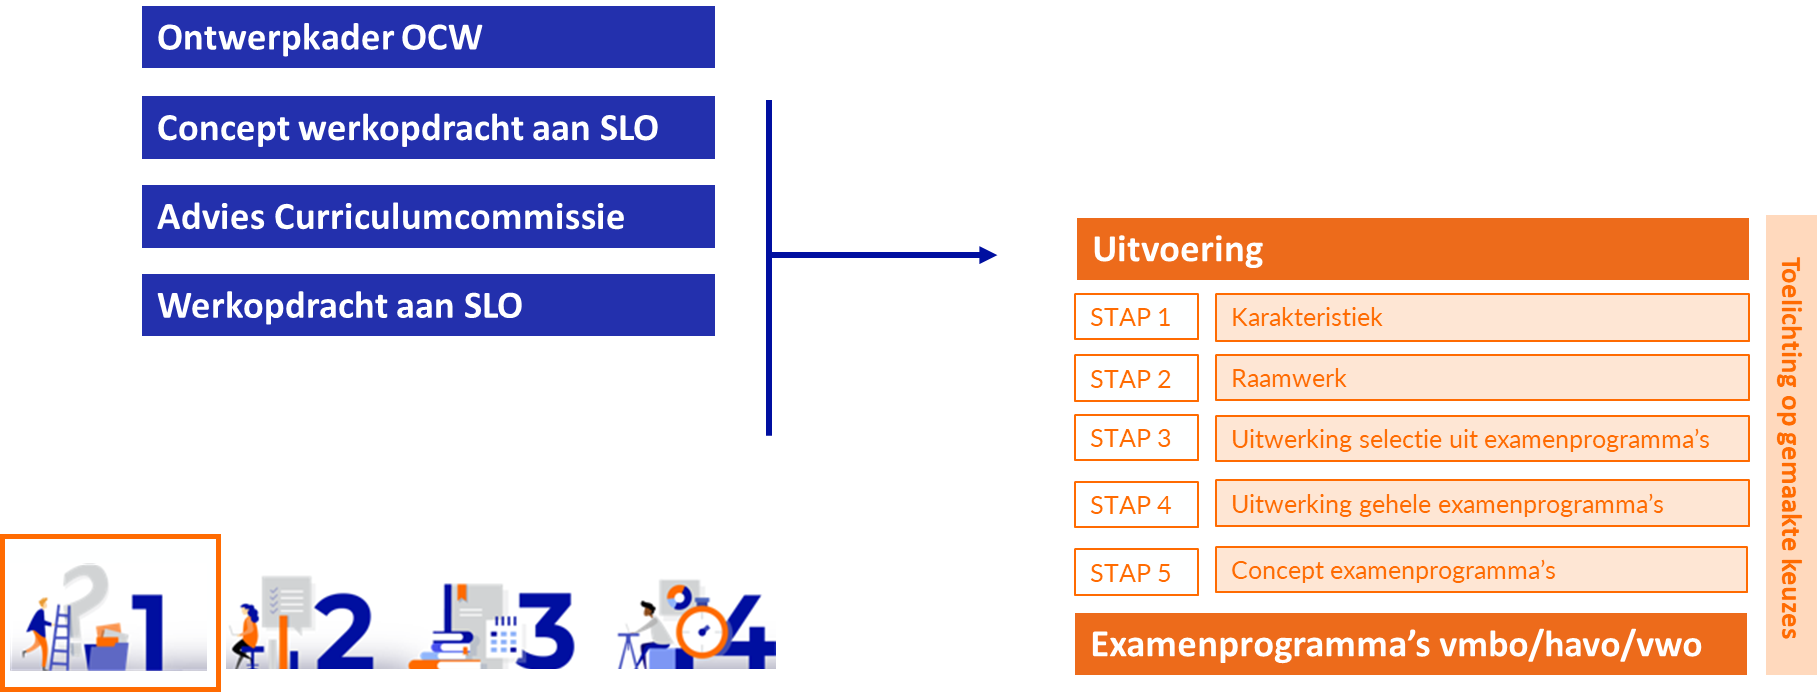 Ontwerpkader OCW
Concept werkopdracht aan SLO
Advies Curriculumcommissie
Werkopdracht aan SLO
Uitvoering
STAP 1 Karakteristiek
STAP 2 Raamwerk
STAP 3 Uitwerking selectie uit examenprogramma’s
STAP 4 Uitwerking gehele examenprogramma’s
STAP 5 Concept examenprogramma’s
Examenprogramma’s vmbo/havo/vwo
Toelichting op gemaakte keuzes
?1
2
3
4